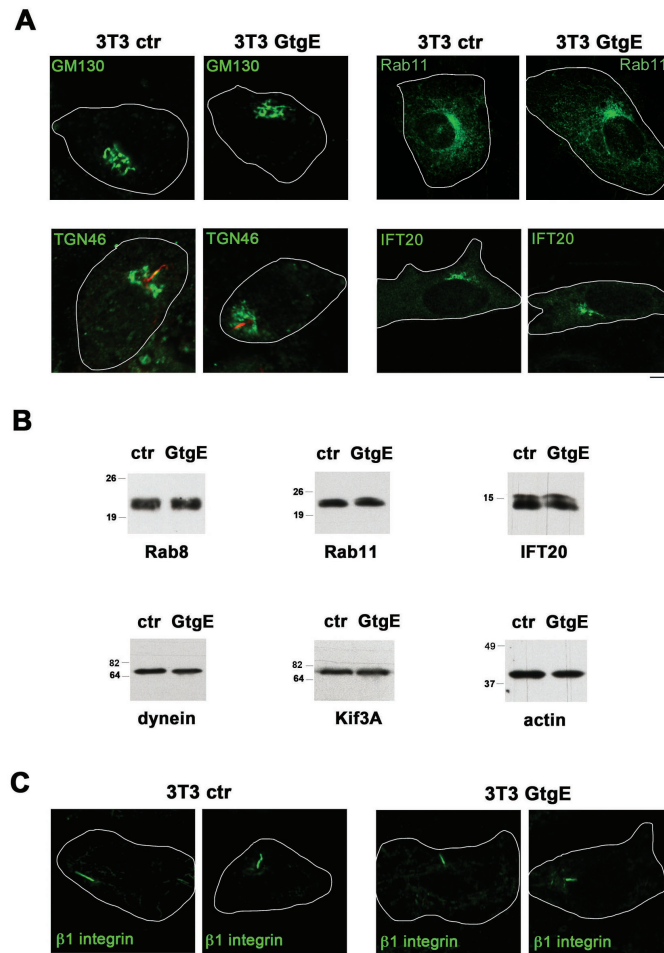 A
3T3 ctr 3T3 GtgE 3T3 ctr 3T3 GtgE
GM130 GM130 Rab11 Rab11
TGN46 TGN46 IFT20 IFT20
B
ctr GtgE ctr GtgE ctr GtgE
26 26 15
19 19
Rab8 Rab11 IFT20
ctr GtgE ctr GtgE ctr GtgE
82 82 49
64 64 37
dynein Kif3A actin
C
3T3 ctr 3T3 GtgE
β1 integrin β1 integrin β1 integrin β1 integrin